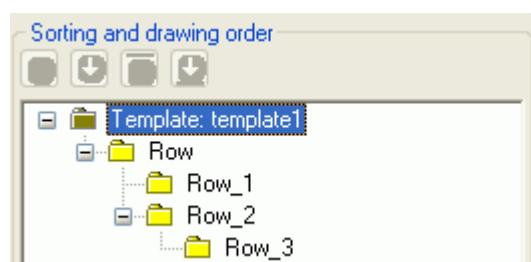 Sorting and drawing order
Template: template1
Row
Row_1
Row_2
Row_3